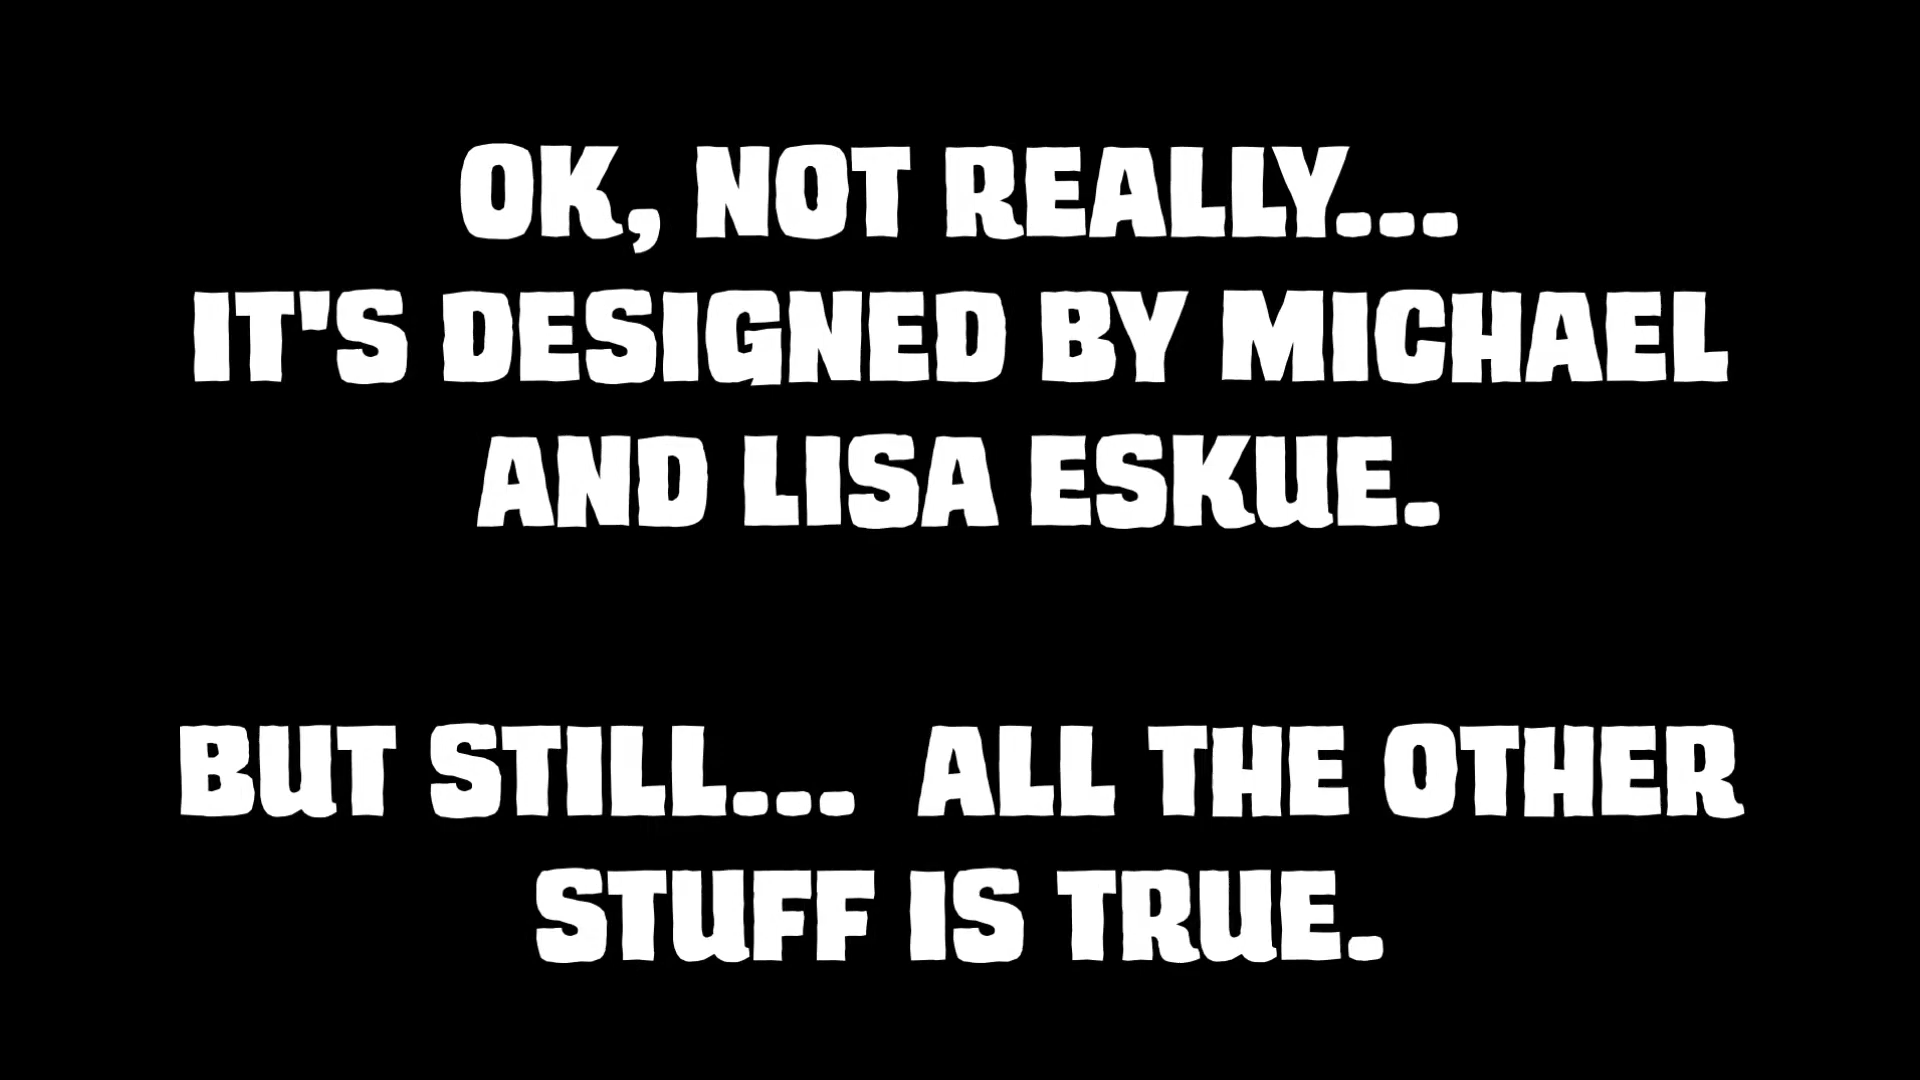 OK, NOT REALLY...
IT'S DESIGNED BY MICHAEL
AND LISA ESKUE.
BUT STILL...  ALL THE OTHER
STUFF IS TRUE.